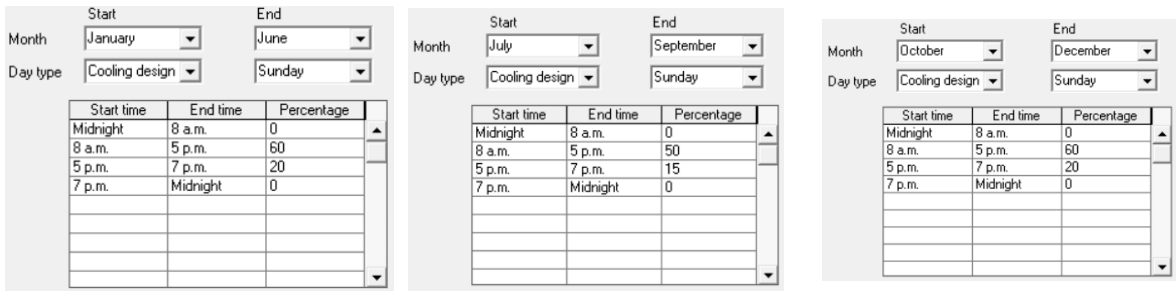 Start End
Month January June
Day type Cooling design Sunday
Start time End time Percentage
Midnight 8 a.m. 0
8 a.m. 5 p.m. 60
5 p.m. 7 p.m. 20
7 p.m. Midnight 0
Start End
Month July September
Day type Cooling design Sunday
Start time End time Percentage
Midnight 8 a.m. 0
8 a.m. 5 p.m. 50
5 p.m. 7 p.m. 15
7 p.m. Midnight 0
Start End
Month October December
Day type Cooling design Sunday
Start time End time Percentage
Midnight 8 a.m. 0
8 a.m. 5 p.m. 60
5 p.m. 7 p.m. 20
7 p.m. Midnight 0